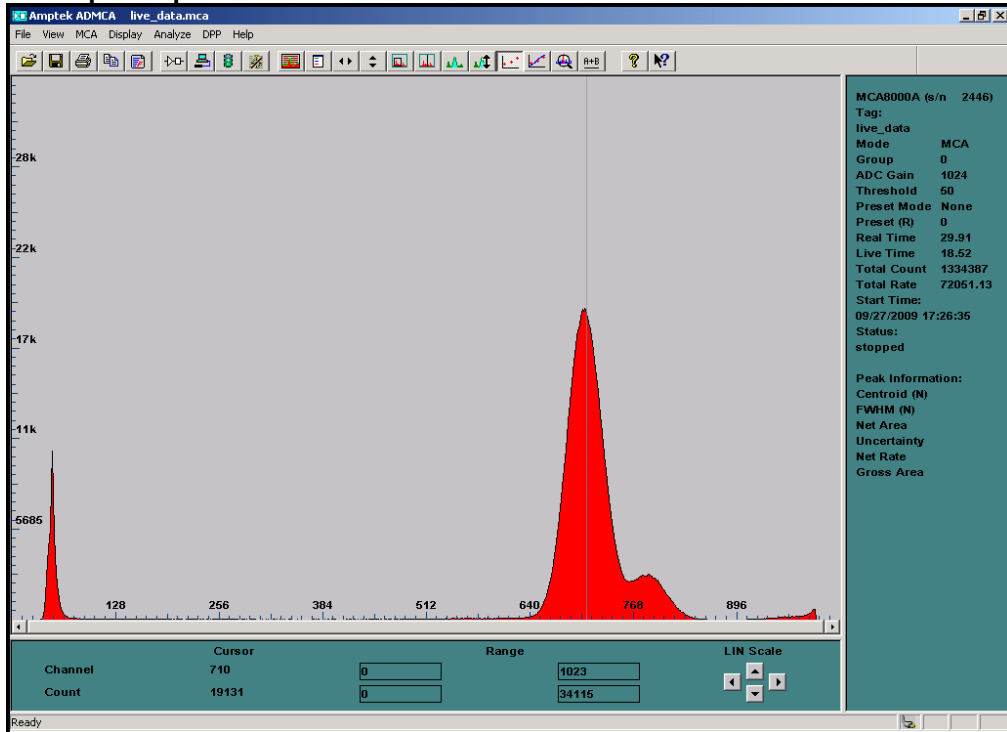 Amptek ADMCA live_data.mca
File View MCA Display Analyze DPP Help
A+B
28k
22k
17k
11k
5685
128 256 384 512 640 768 896
MCA8000A (s/n 2446)
Tag:
live_data
Mode MCA
Group 0
ADC Gain 1024
Threshold 50
Preset Mode None
Preset (R) 0
Real Time 29.91
Live Time 18.52
Total Count 1334387
Total Rate 72051.13
Start Time:
09/27/2009 17:26:35
Status:
stopped
Peak Information:
Centroid (N)
FWHM (N)
Net Area
Uncertainty
Net Rate
Gross Area
Cursor Range LIN Scale
Channel 710 0 1023
Count 19131 0 34115
Ready